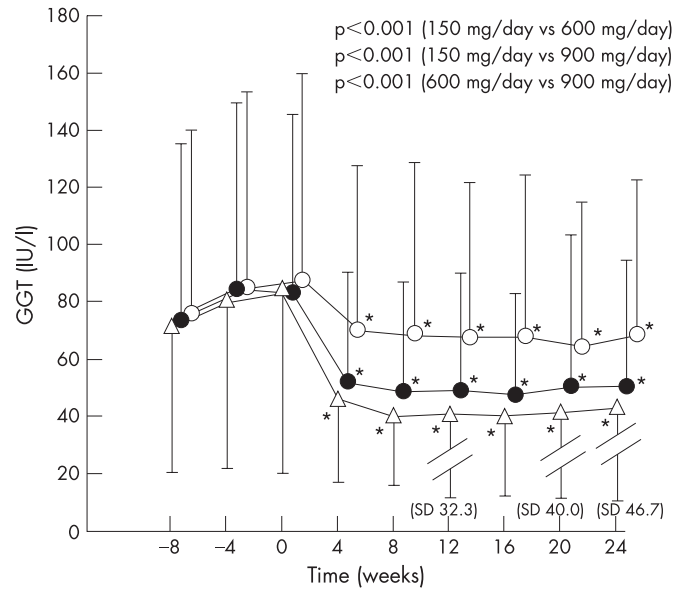 p<0.001 (150 mg/day vs 600 mg/day)
p<0.001 (150 mg/day vs 900 mg/day)
p<0.001 (600 mg/day vs 900 mg/day)
GGT (IU/l)
180
160
140
120
100
80
60
40
20
0
* * * * * *
* * * * * *
* * * * * *
(SD 32.3) (SD 40.0) (SD 46.7)
−8 −4 0 4 8 12 16 20 24
Time (weeks)